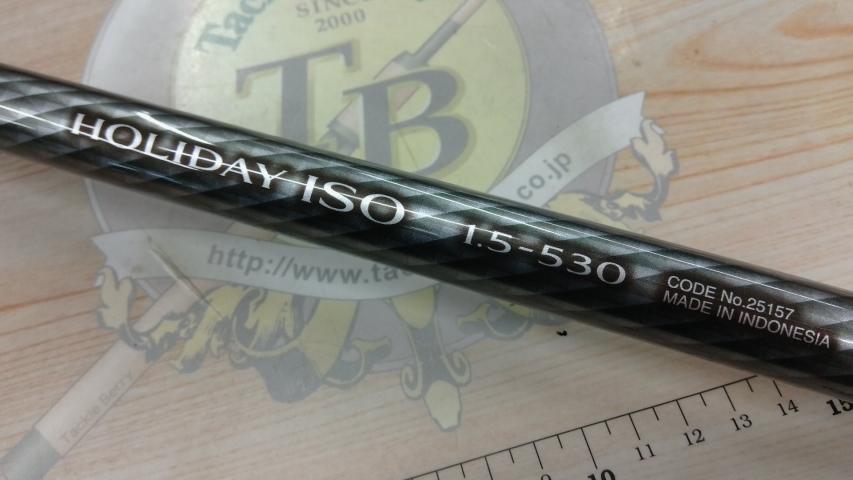 SINCE
2000
TB
HOLIDAY ISO 1.5-530
CODE No.25157
MADE IN INDONESIA
co.jp
http://www.ta
Tackle Berry
10 11 12 13 14 15